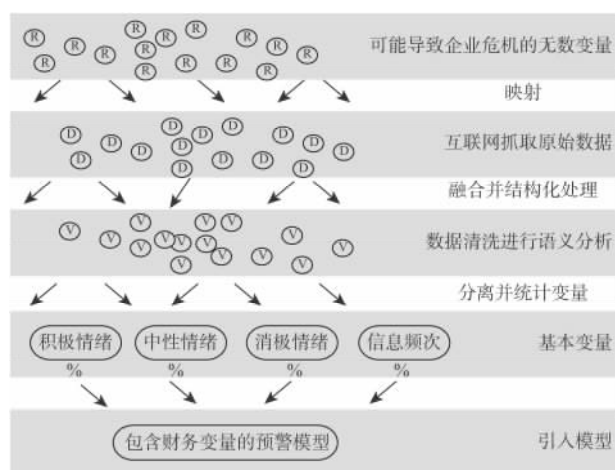 R R R R R R R R R R R R R
可能导致企业危机的无数变量
映射
D D D D D D D D D D D D D
互联网抓取原始数据
融合并结构化处理
V V V V V V V V V V V V V V
数据清洗进行语义分析
分离并统计变量
积极情绪 中性情绪 消极情绪 信息频次 基本变量
% % % %
包含财务变量的预警模型 引入模型